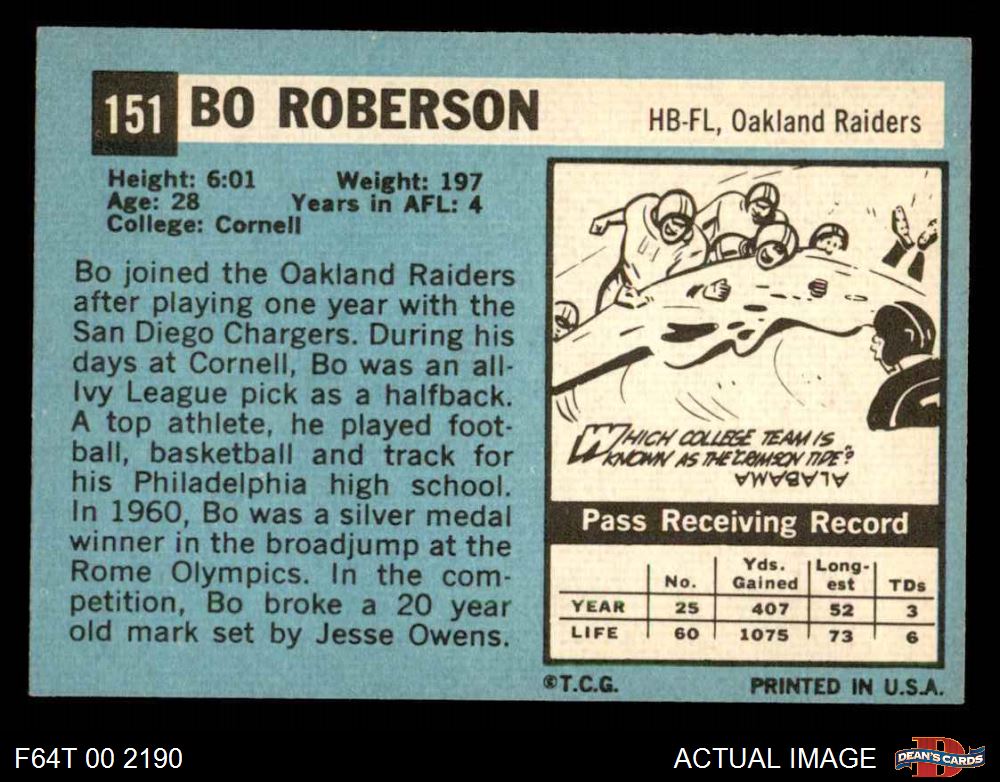 151 BO ROBERSON
HB-FL, Oakland Raiders
Height: 6:01 Weight: 197
Age: 28 Years in AFL: 4
College: Cornell
Bo joined the Oakland Raiders
after playing one year with the
San Diego Chargers. During his
days at Cornell, Bo was an all-
Ivy League pick as a halfback.
A top athlete, he played foot-
ball, basketball and track for
his Philadelphia high school.
In 1960, Bo was a silver medal
winner in the broadjump at the
Rome Olympics. In the com-
petition, Bo broke a 20 year
old mark set by Jesse Owens.
WHICH COLLEGE TEAM IS
KNOWN AS THE "CRIMSON TIDE"?
ALABAMA
Pass Receiving Record
No. Yds. Gained Long-est TDs
YEAR 25 407 52 3
LIFE 60 1075 73 6
©T.C.G. PRINTED IN U.S.A.
F64T 00 2190 ACTUAL IMAGE D DEAN'S CARDS